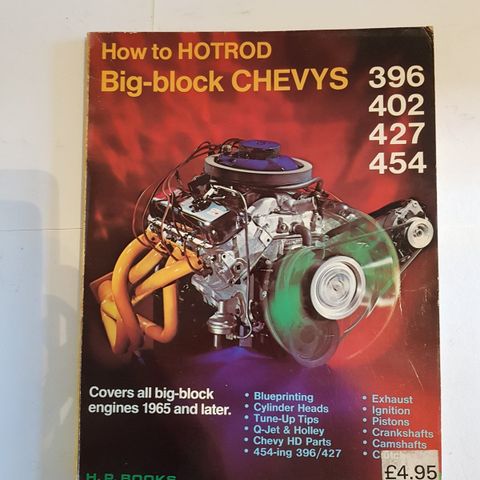 How to HOTROD
Big-block CHEVYS
396
402
427
454
Covers all big-block
engines 1965 and later.
• Blueprinting
• Cylinder Heads
• Tune-Up Tips
• Q-Jet & Holley
• Chevy HD Parts
• 454-ing 396/427
• Exhaust
• Ignition
• Pistons
• Crankshafts
• Camshafts
H. P. BOOKS
£4.95